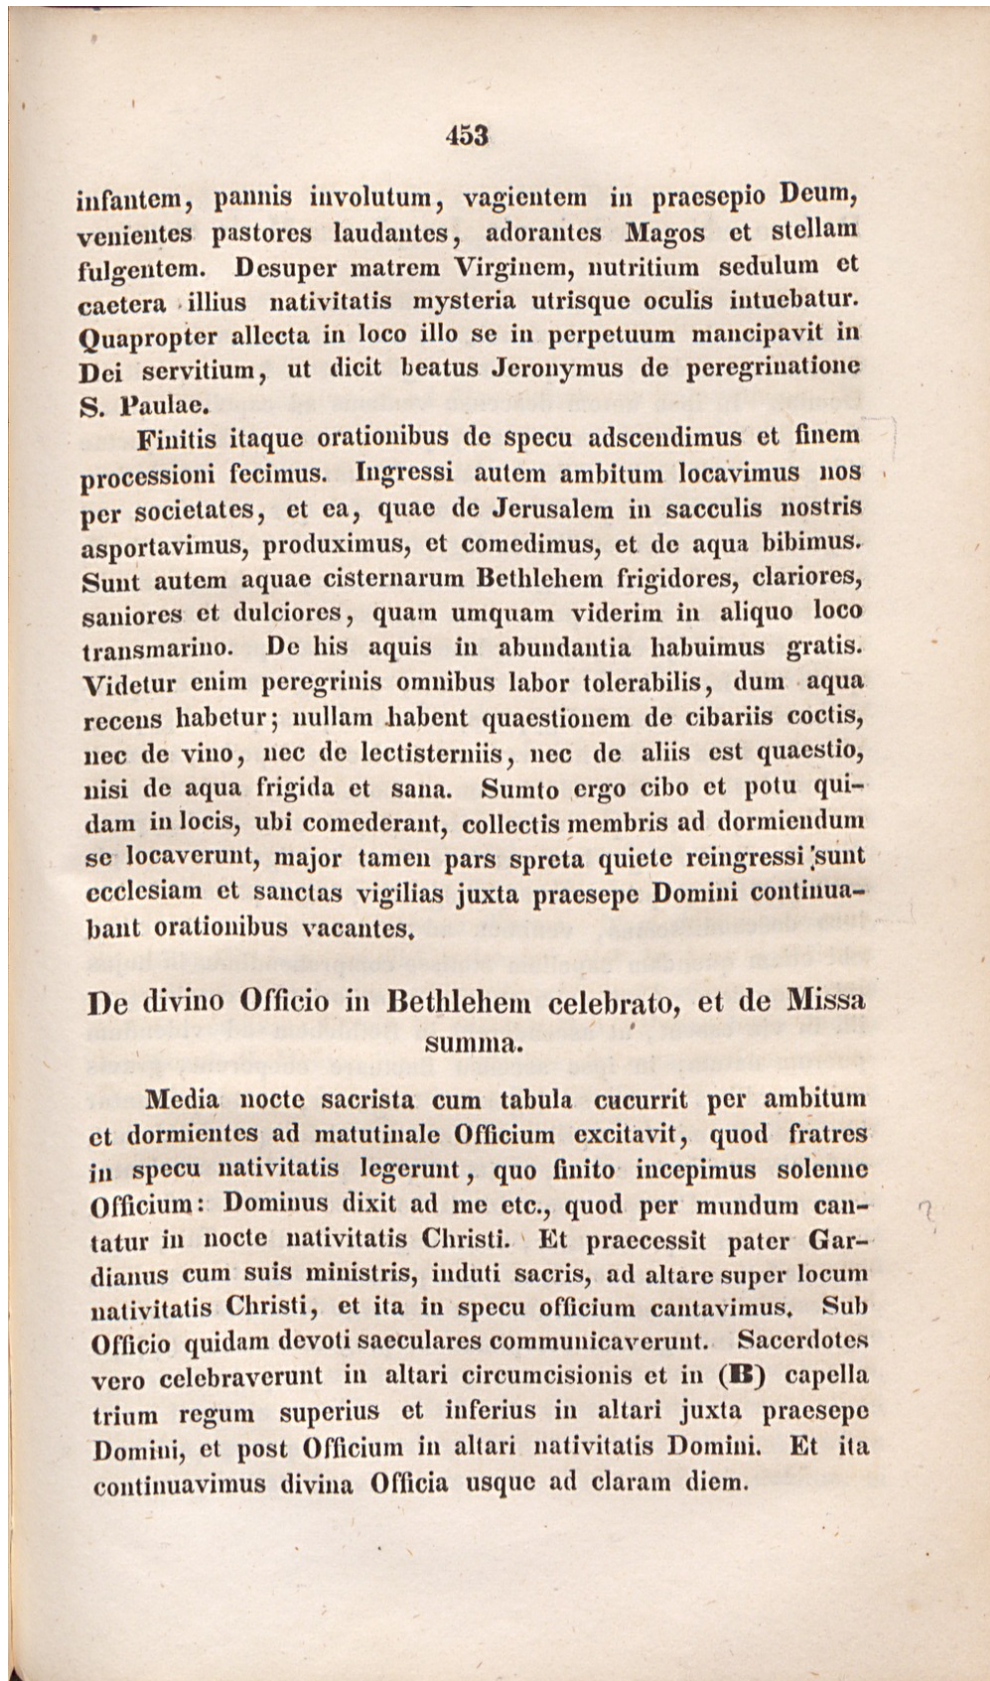 453
infantem, pannis involutum, vagientem in praesepio Deum,
venientes pastores laudantes, adorantes Magos et stellam
fulgentem. Desuper matrem Virginem, nutritium sedulum et
caetera illius nativitatis mysteria utrisque oculis intuebatur.
Quapropter allecta in loco illo se in perpetuum mancipavit in
Dei servitium, ut dicit beatus Jeronymus de peregrinatione
S. Paulae.
Finitis itaque orationibus de specu adscendimus et finem
processioni fecimus. Ingressi autem ambitum locavimus nos
per societates, et ea, quae de Jerusalem in sacculis nostris
asportavimus, produximus, et comedimus, et de aqua bibimus.
Sunt autem aquae cisternarum Bethlehem frigidores, clariores,
saniores et dulciores, quam umquam viderim in aliquo loco
transmarino. De his aquis in abundantia habuimus gratis.
Videtur enim peregrinis omnibus labor tolerabilis, dum aqua
recens habetur; nullam habent quaestionem de cibariis coctis,
nec de vino, nec de lectisterniis, nec de aliis est quaestio,
nisi de aqua frigida et sana. Sumto ergo cibo et potu qui-
dam in locis, ubi comederant, collectis membris ad dormiendum
se locaverunt, major tamen pars spreta quiete reingressi sunt
ecclesiam et sanctas vigilias juxta praesepe Domini continua-
bant orationibus vacantes.
De divino Officio in Bethlehem celebrato, et de Missa
summa.
Media nocte sacrista cum tabula cucurrit per ambitum
et dormientes ad matutinale Officium excitavit, quod fratres
in specu nativitatis legerunt, quo finito incepimus solenne
Officium: Dominus dixit ad me etc., quod per mundum can-
tatur in nocte nativitatis Christi. Et praecessit pater Gar-
dianus cum suis ministris, induti sacris, ad altare super locum
nativitatis Christi, et ita in specu officium cantavimus. Sub
Officio quidam devoti saeculares communicaverunt. Sacerdotes
vero celebraverunt in altari circumcisionis et in (B) capella
trium regum superius et inferius in altari juxta praesepe
Domini, et post Officium in altari nativitatis Domini. Et ita
continuavimus divina Officia usque ad claram diem.